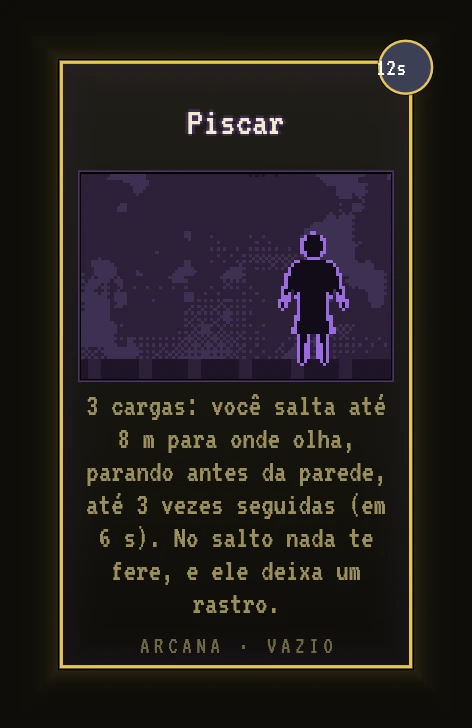 12s
Piscar
3 cargas: você salta até
8 m para onde olha,
parando antes da parede,
até 3 vezes seguidas (em
6 s). No salto nada te
fere, e ele deixa um
rastro.
ARCANA · VAZIO